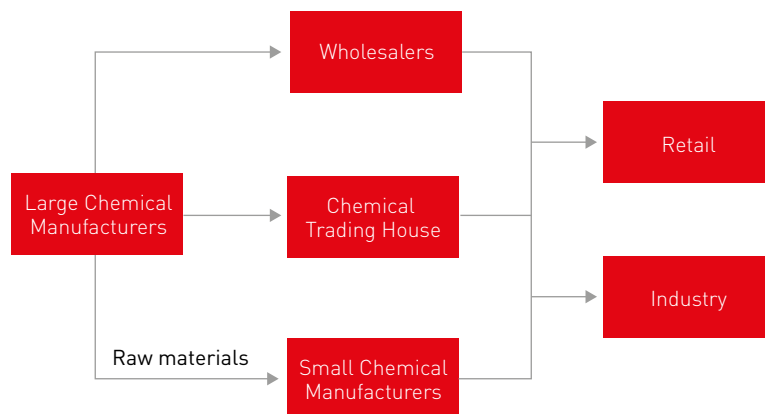 Wholesalers
Retail
Large Chemical
Manufacturers
Chemical
Trading House
Industry
Raw materials
Small Chemical
Manufacturers